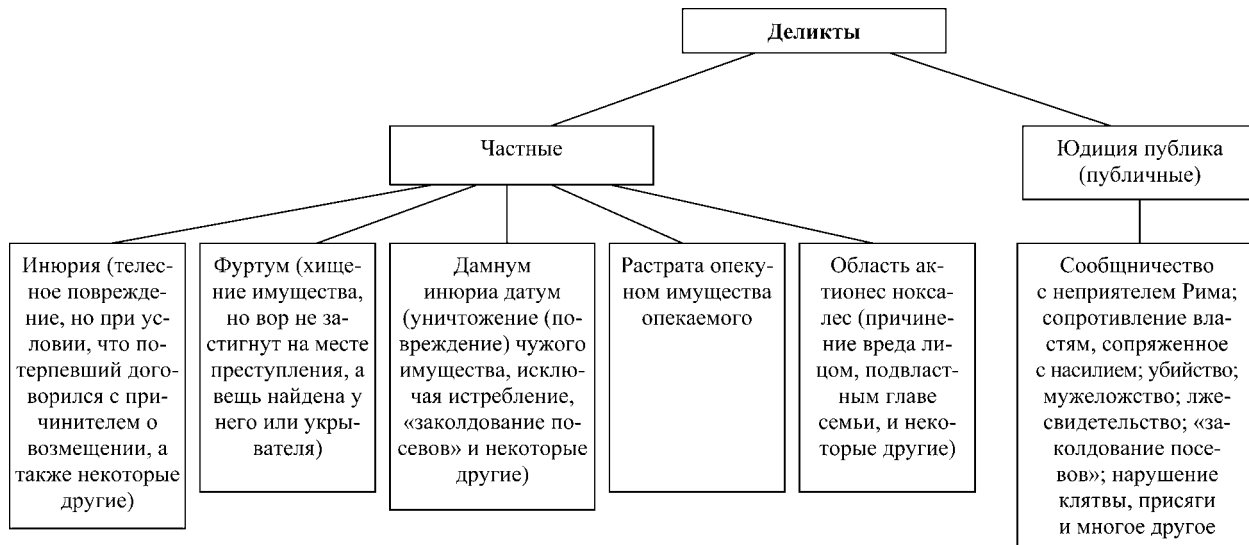 Деликты
Частные
Юдиция публика
(публичные)
Инюрия (телес-
ное поврежде-
ние, но при ус-
ловии, что по-
терпевший дого-
ворился с при-
чинителем о
возмещении, а
также некоторые
другие)
Фуртум (хище-
ние имущества,
но вор не за-
стигнут на месте
преступления, а
вещь найдена у
него или укры-
вателя)
Дамнум
инюриа датум
(уничтожение (по-
вреждение) чужого
имущества, исклю-
чая истребление,
«заколдование по-
севов» и некоторые
другие)
Растрата опеку-
ном имущества
опекаемого
Область ак-
тионес нокса-
лес (причине-
ние вреда ли-
цом, подвласт-
ным главе
семьи, и неко-
торые другие)
Сообщничество
с неприятелем Рима;
сопротивление вла-
стям, сопряженное
с насилием; убийство;
мужеложство; лже-
свидетельство; «за-
колдование посе-
вов»; нарушение
клятвы, присяги
и многое другое